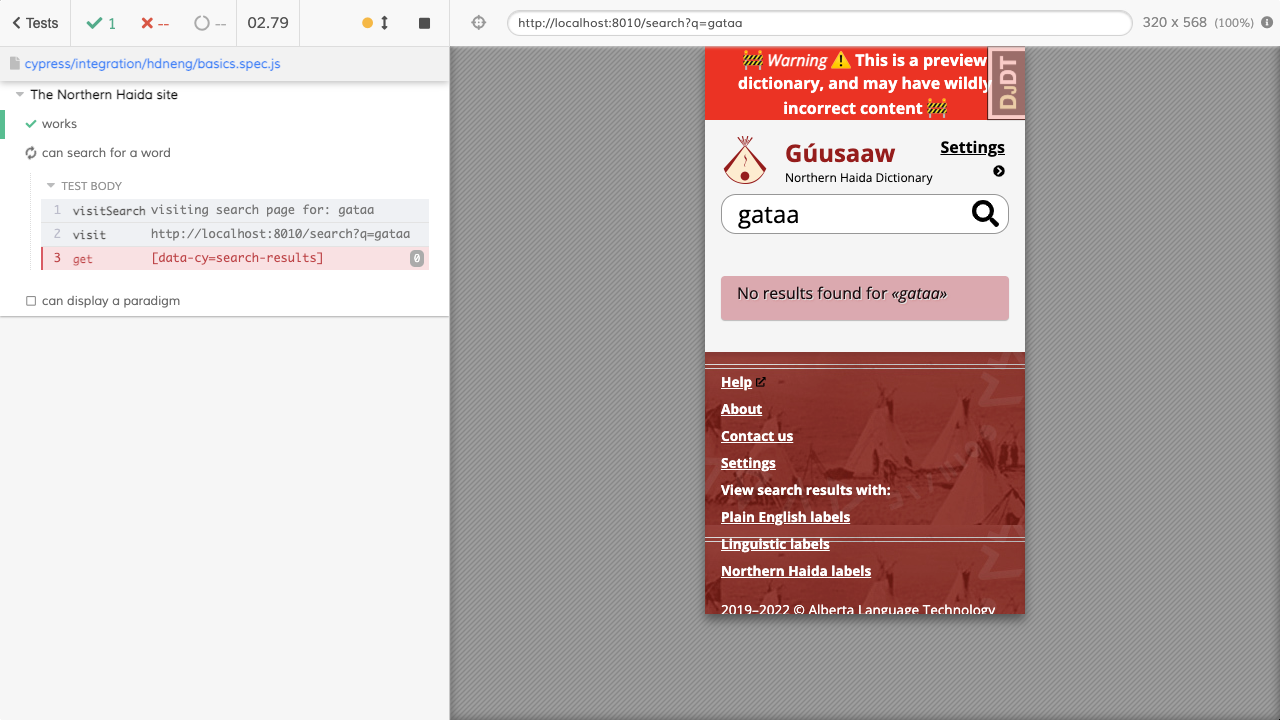 Tests
1
--
--
02.79
http://localhost:8010/search?q=gataa
320 x 568 (100%)
cypress/integration/hdneng/basics.spec.js
The Northern Haida site
works
can search for a word
TEST BODY
1 visitSearch visiting search page for: gataa
2 visit http://localhost:8010/search?q=gataa
3 get [data-cy=search-results] 0
can display a paradigm
🚧 Warning ⚠️ This is a preview
dictionary, and may have wildly
incorrect content 🚧
DJDT
Gúusaaw
Northern Haida Dictionary
Settings
gataa
No results found for «gataa»
Help
About
Contact us
Settings
View search results with:
Plain English labels
Linguistic labels
Northern Haida labels
2019–2022 © Alberta Language Technology